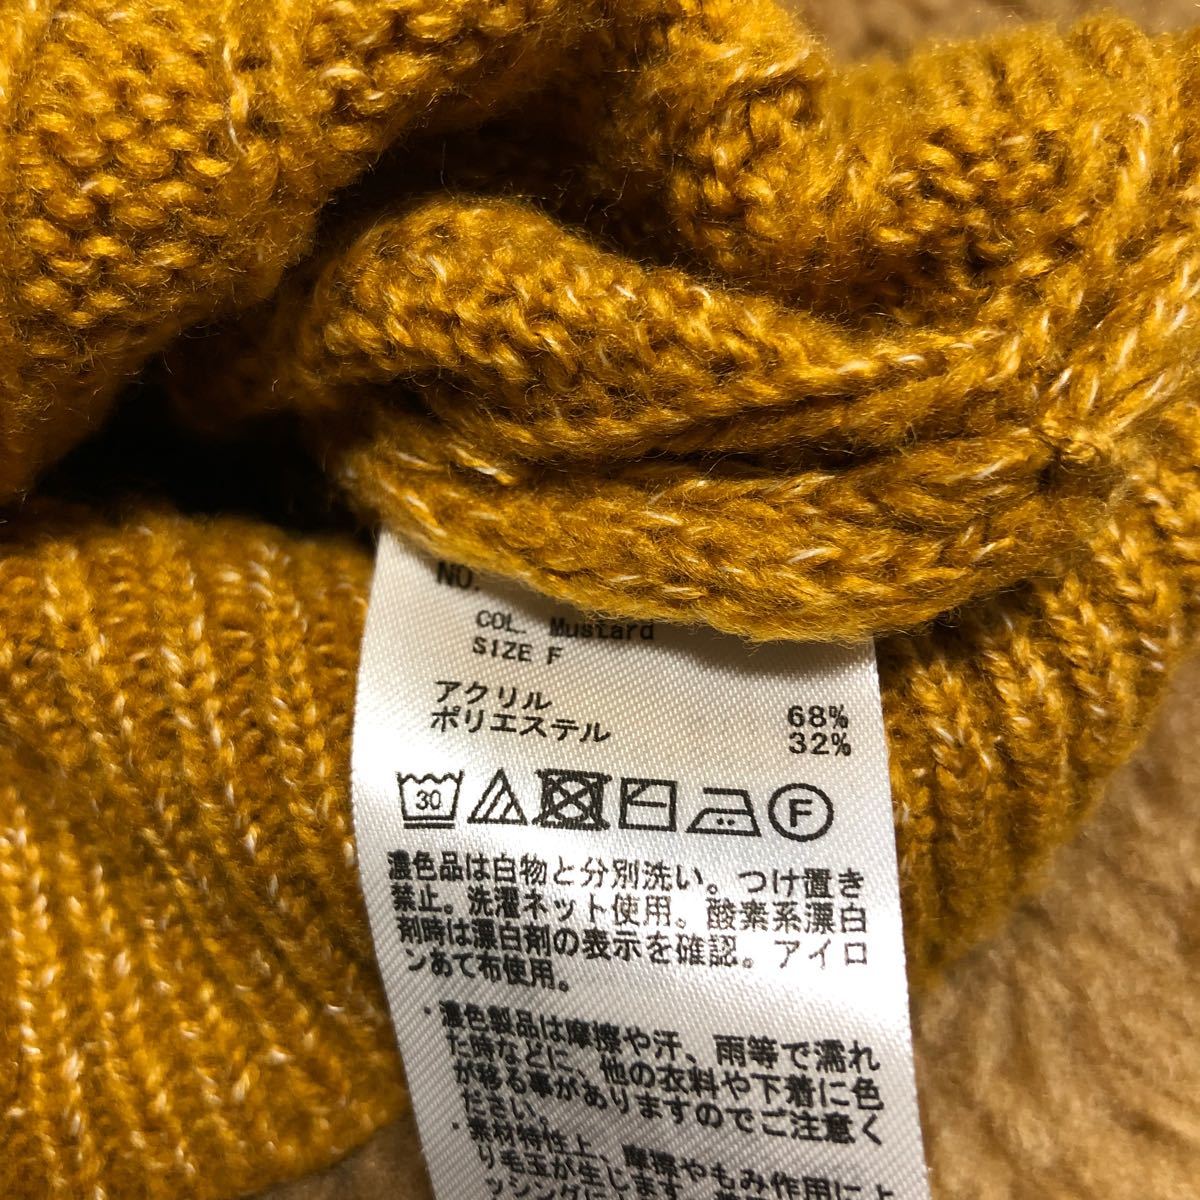 NO.
COL. Mustard
SIZE F
アクリル 68%
ポリエステル 32%
30 F
濃色品は白物と分別洗い。つけ置き
禁止。洗濯ネット使用。酸素系漂白
剤時は漂白剤の表示を確認。アイロ
ンあて布使用。
・濃色製品は摩擦や汗、雨等で濡れ
た時などに、他の衣料や下着に色
が移る事がありますのでご注意く
ださい。
・素材特性上、摩擦やもみ作用によ
り毛玉が生じます